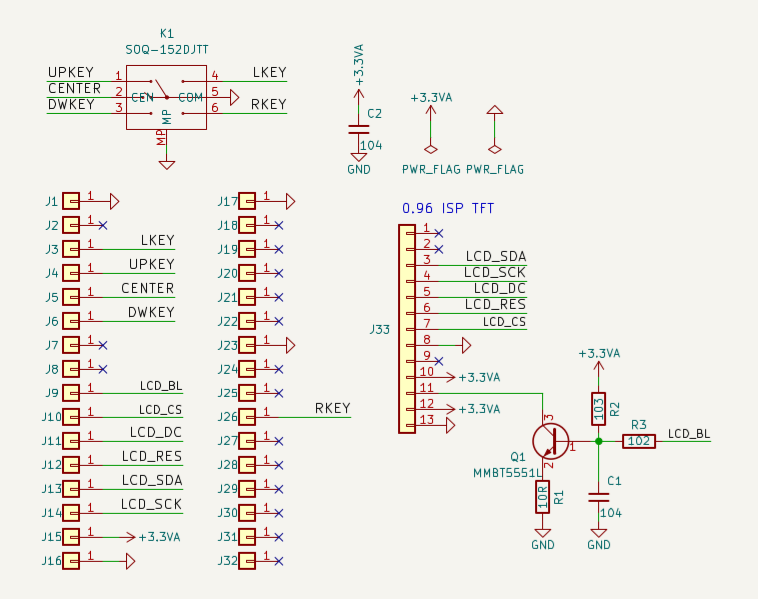 K1
SOQ-152DJTT
UPKEY 1 4 LKEY
CENTER 2 CEN COM 5
DWKEY 3 MP 6 RKEY
MP
+3.3VA
C2
104
GND
+3.3VA
PWR_FLAG PWR_FLAG
J1 1
J2 1
J3 1 LKEY
J4 1 UPKEY
J5 1 CENTER
J6 1 DWKEY
J7 1
J8 1
J9 1 LCD_BL
J10 1 LCD_CS
J11 1 LCD_DC
J12 1 LCD_RES
J13 1 LCD_SDA
J14 1 LCD_SCK
J15 1 +3.3VA
J16 1
J17 1
J18 1
J19 1
J20 1
J21 1
J22 1
J23 1
J24 1
J25 1
J26 1 RKEY
J27 1
J28 1
J29 1
J30 1
J31 1
J32 1
0.96 ISP TFT
J33
1
2
3 LCD_SDA
4 LCD_SCK
5 LCD_DC
6 LCD_RES
7 LCD_CS
8
9
10 +3.3VA
11
12 +3.3VA
13
+3.3VA
103 R2
R3
102 LCD_BL
Q1
MMBT5551L
3
1
2
10R R1
GND
C1
104
GND